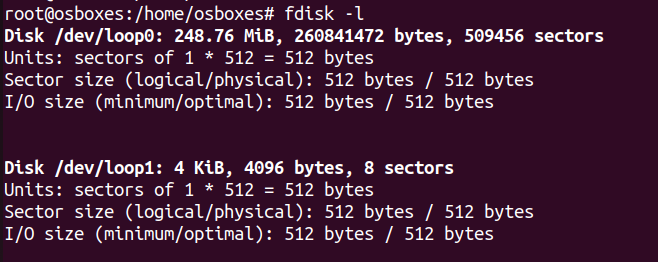 root@osboxes:/home/osboxes# fdisk -l
Disk /dev/loop0: 248.76 MiB, 260841472 bytes, 509456 sectors
Units: sectors of 1 * 512 = 512 bytes
Sector size (logical/physical): 512 bytes / 512 bytes
I/O size (minimum/optimal): 512 bytes / 512 bytes
Disk /dev/loop1: 4 KiB, 4096 bytes, 8 sectors
Units: sectors of 1 * 512 = 512 bytes
Sector size (logical/physical): 512 bytes / 512 bytes
I/O size (minimum/optimal): 512 bytes / 512 bytes